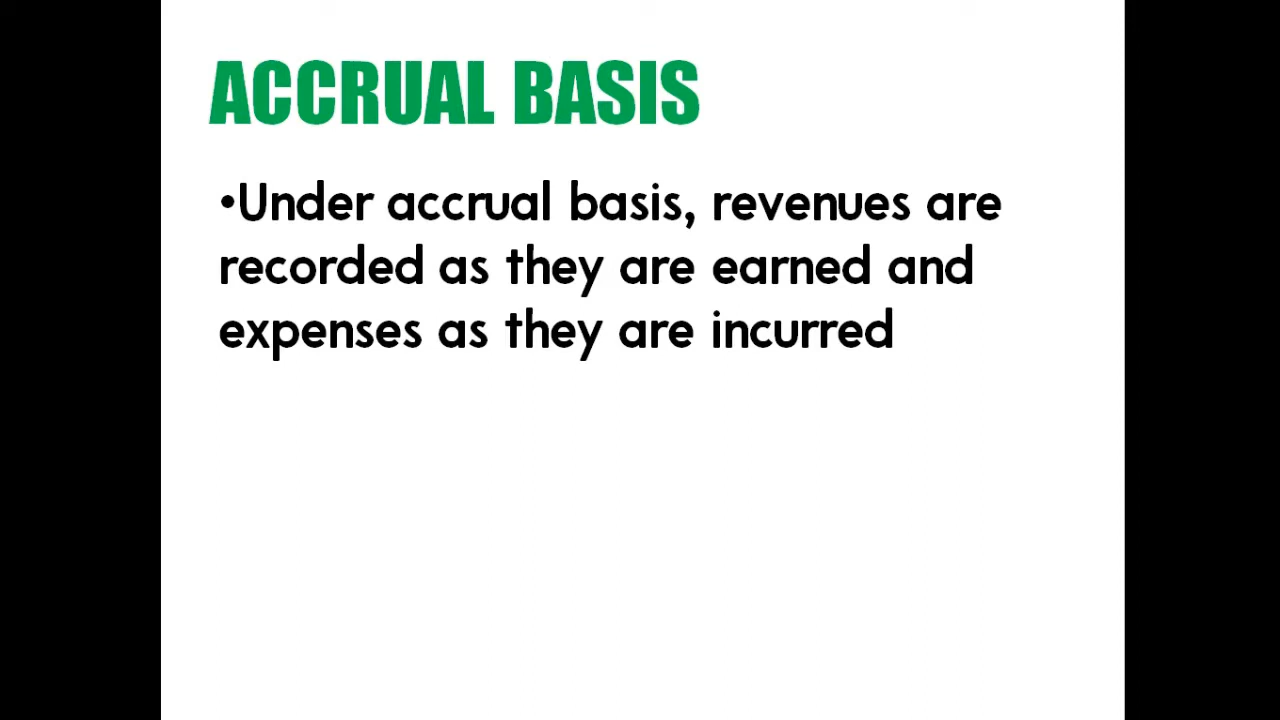 ACCRUAL BASIS
•Under accrual basis, revenues are
recorded as they are earned and
expenses as they are incurred